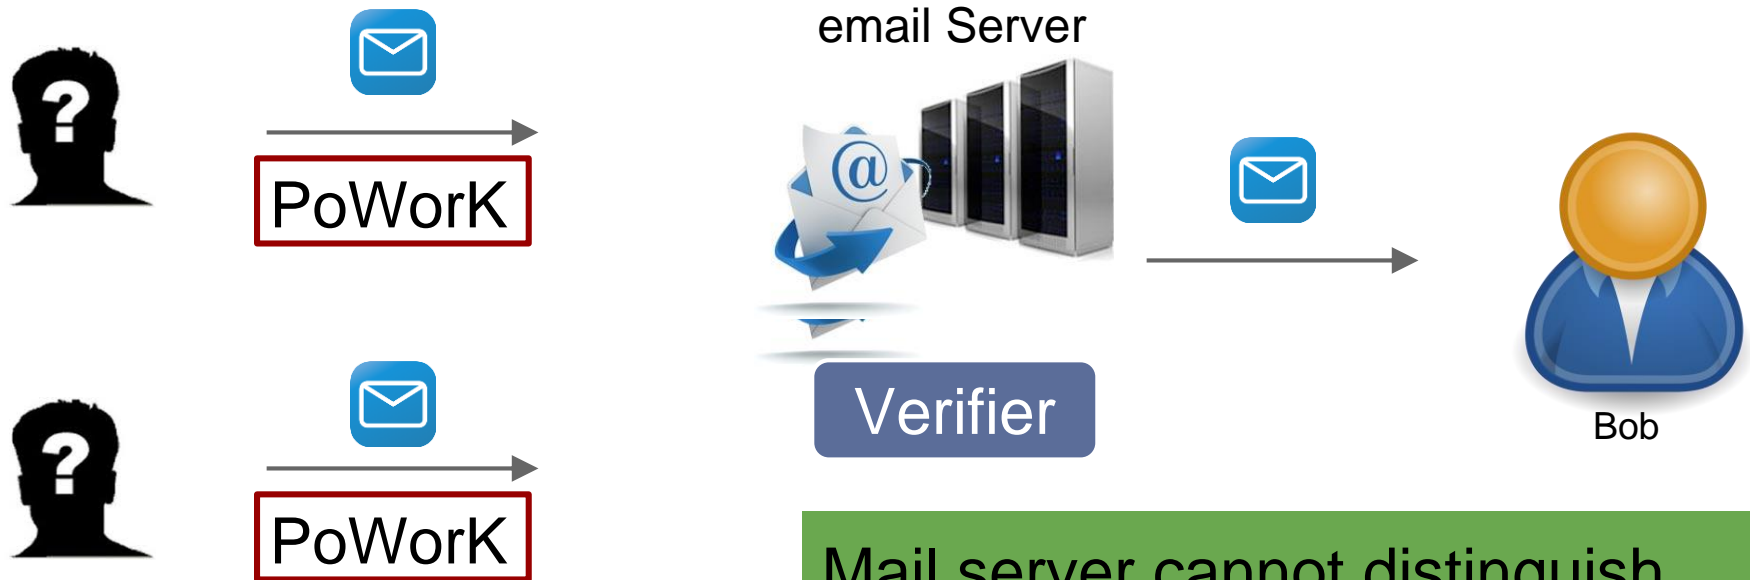 email Server
PoWorK
@
Verifier
Bob
PoWorK
Mail server cannot distinguish